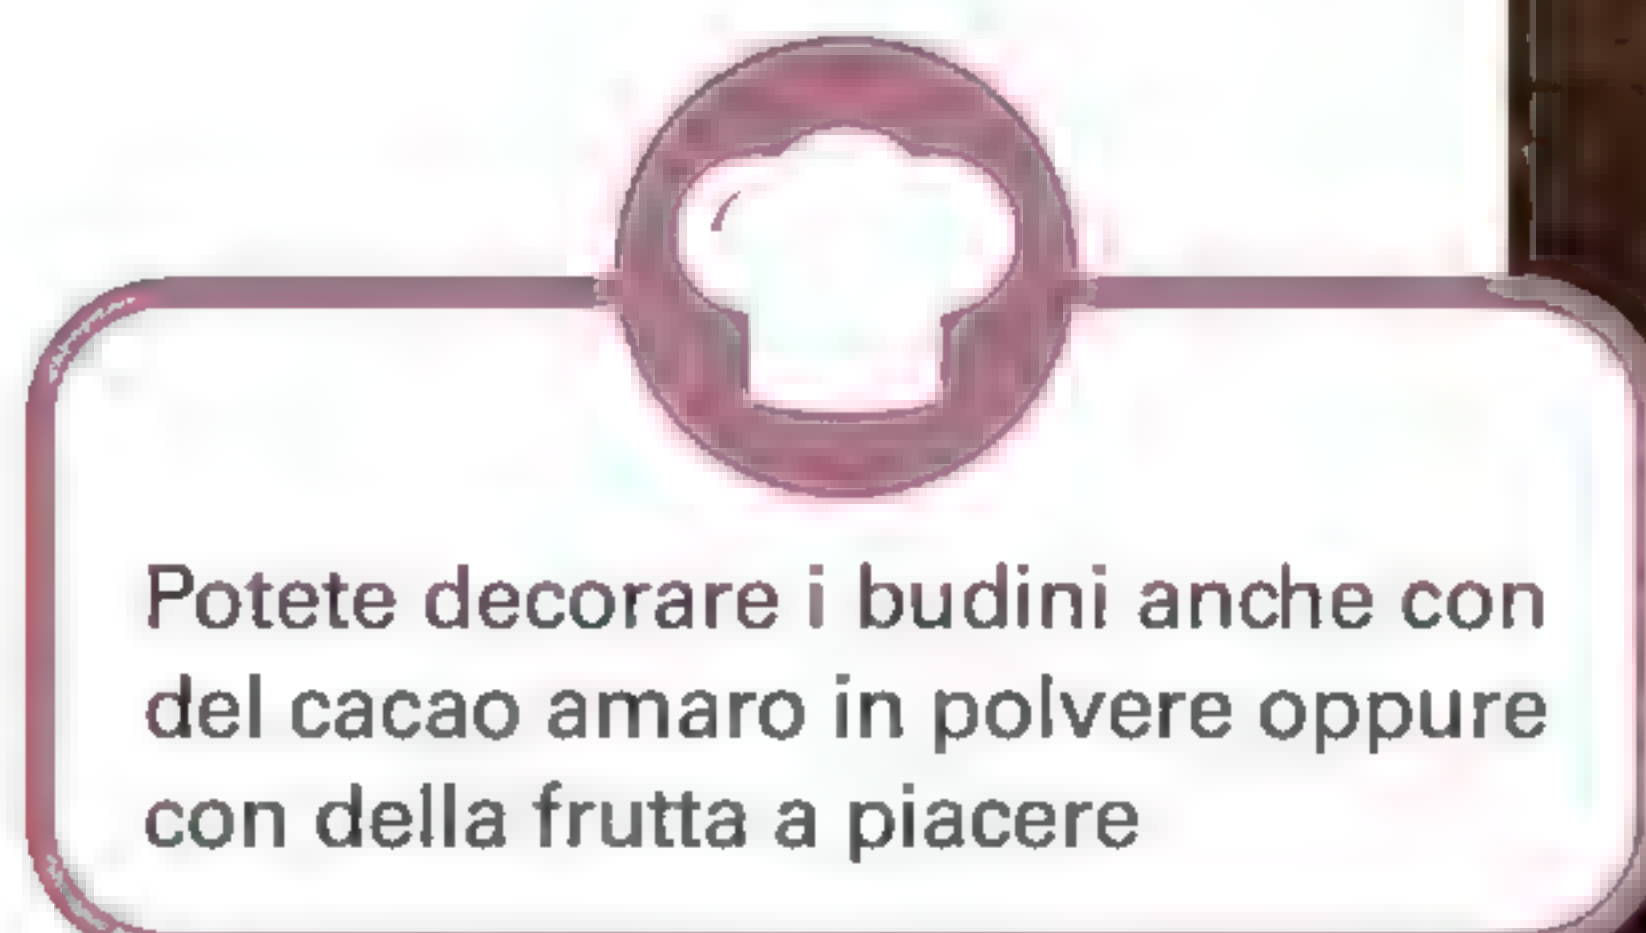 Potete decorare i budini anche con
del cacao amaro in polvere oppure
con della frutta a piacere